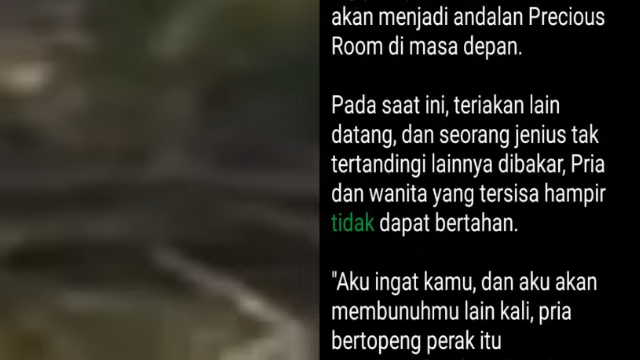 akan menjadi andalan Precious
Room di masa depan.
Pada saat ini, teriakan lain
datang, dan seorang jenius tak
tertandingi lainnya dibakar, Pria
dan wanita yang tersisa hampir
tidak dapat bertahan.
"Aku ingat kamu, dan aku akan
membunuhmu lain kali, pria
bertopeng perak itu